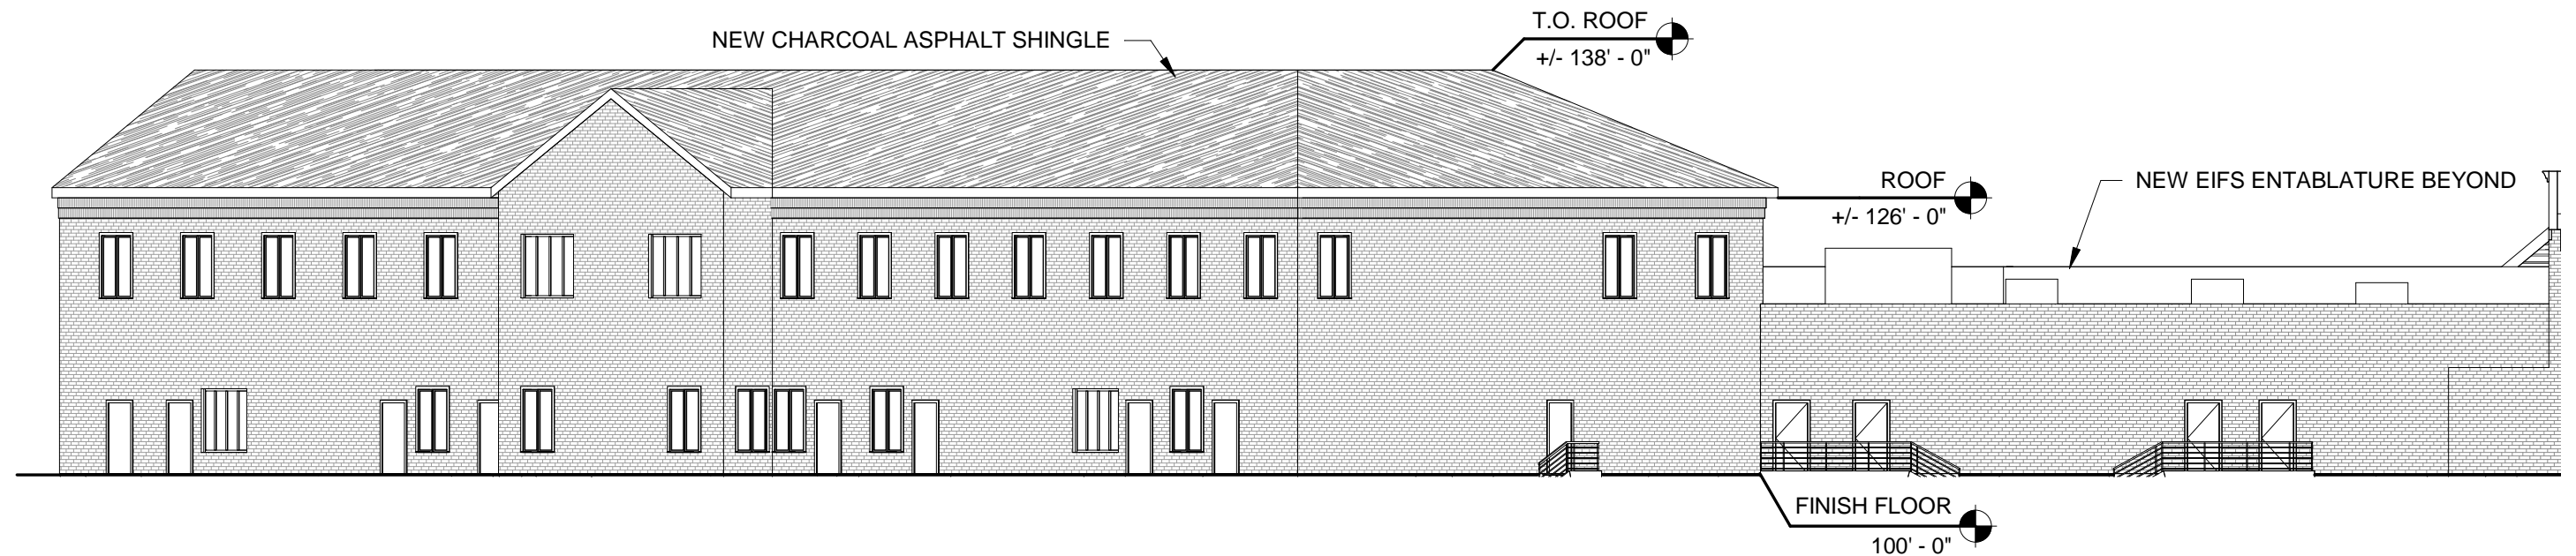 T.O. ROOF
+/- 138' - 0"
NEW CHARCOAL ASPHALT SHINGLE
ROOF
+/- 126' - 0"
NEW EIFS ENTABLATURE BEYOND
FINISH FLOOR
100' - 0"